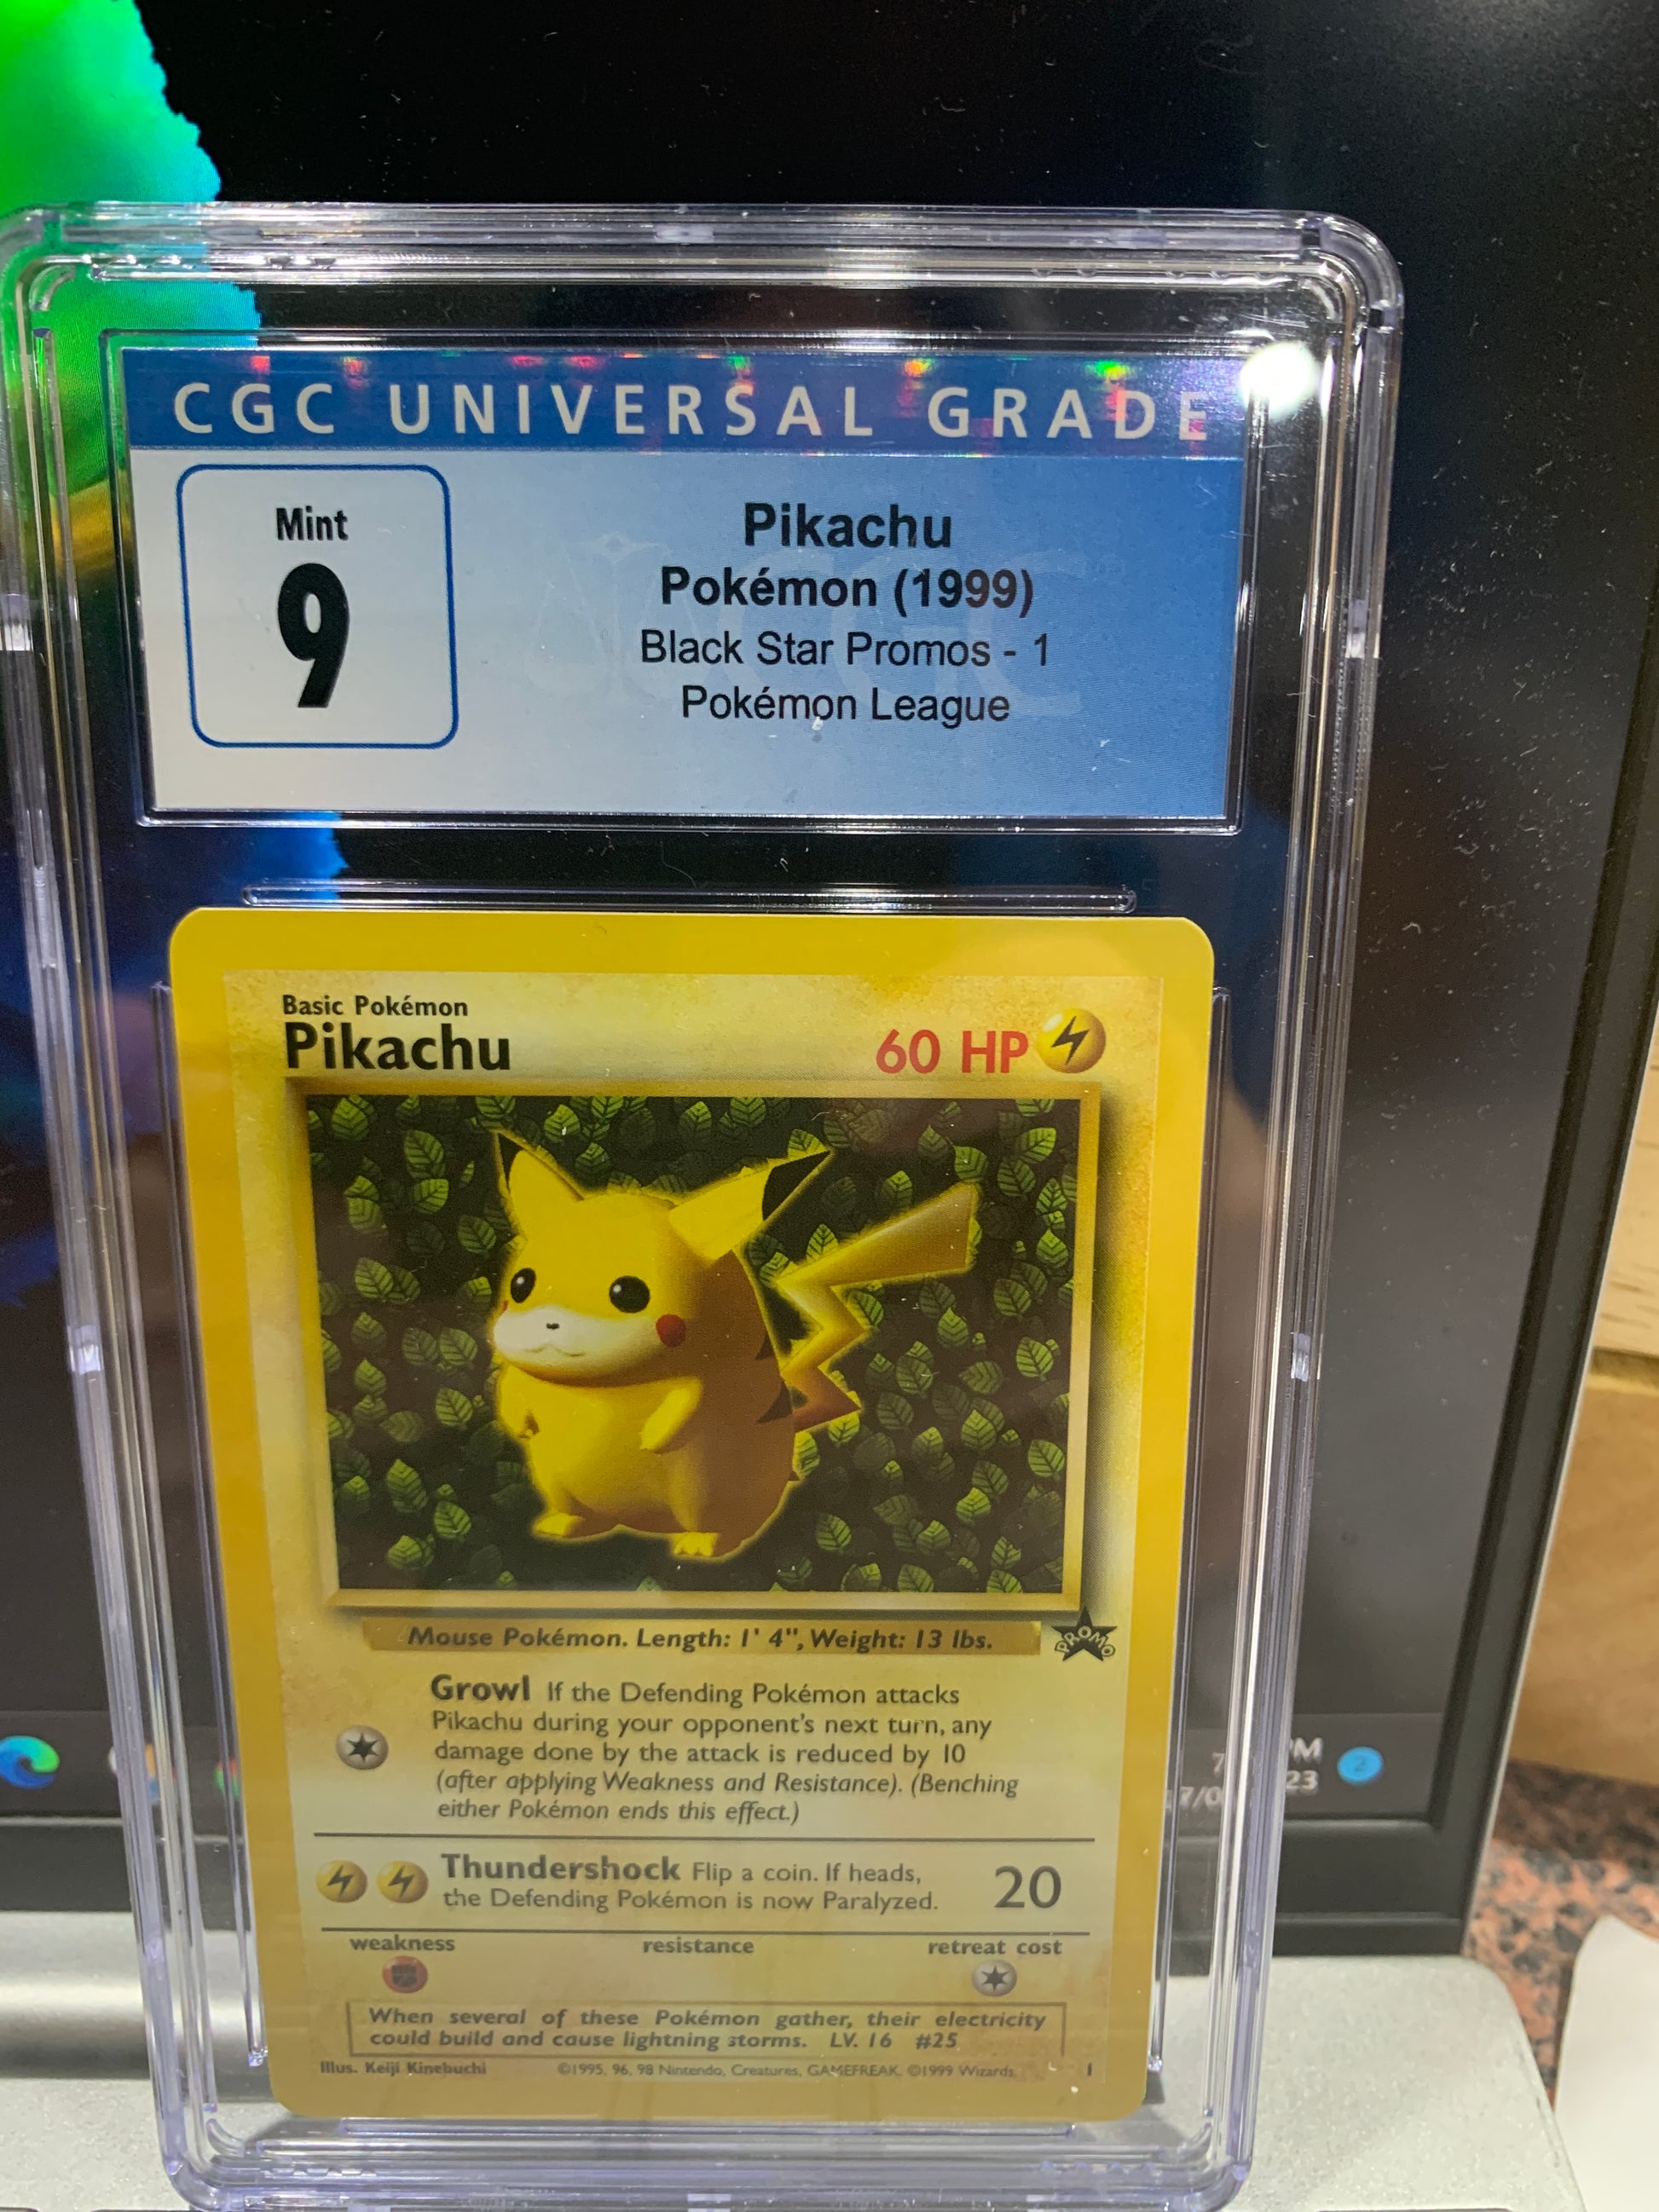 CGC UNIVERSAL GRADE
Mint
9
Pikachu
Pokémon (1999)
Black Star Promos - 1
Pokémon League
Basic Pokémon
Pikachu
60 HP
Mouse Pokémon. Length: 1' 4", Weight: 13 lbs.
PROMO
Growl If the Defending Pokémon attacks
Pikachu during your opponent's next turn, any
damage done by the attack is reduced by 10
(after applying Weakness and Resistance). (Benching
either Pokémon ends this effect.)
Thundershock Flip a coin. If heads,
the Defending Pokémon is now Paralyzed.
20
weakness
resistance
retreat cost
When several of these Pokémon gather, their electricity
could build and cause lightning storms. LV. 16 #25
Illus. Keiji Kinebuchi
©1995, 96, 98 Nintendo, Creatures, GAMEFREAK. ©1999 Wizards.
1
2